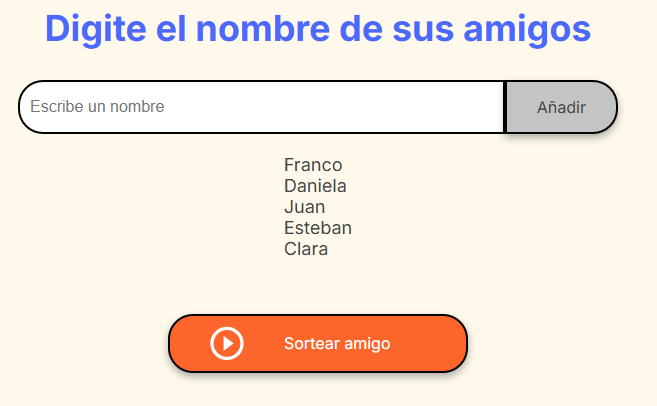 Digite el nombre de sus amigos
Escribe un nombre
Añadir
Franco
Daniela
Juan
Esteban
Clara
Sortear amigo